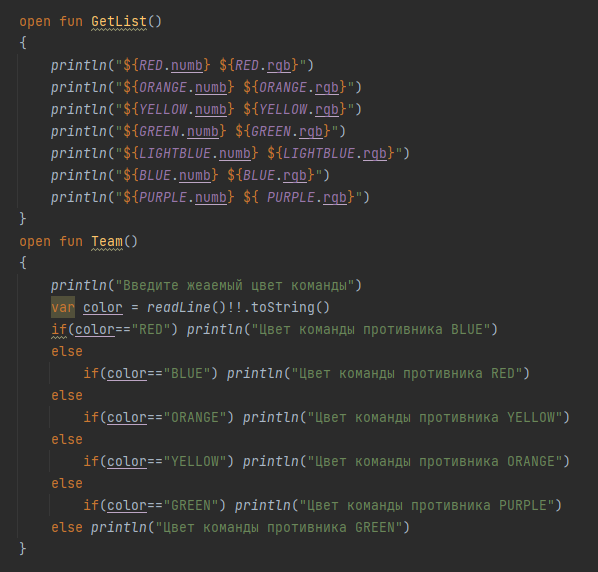 open fun GetList()
{
    println("${RED.numb} ${RED.rgb}")
    println("${ORANGE.numb} ${ORANGE.rgb}")
    println("${YELLOW.numb} ${YELLOW.rgb}")
    println("${GREEN.numb} ${GREEN.rgb}")
    println("${LIGHTBLUE.numb} ${LIGHTBLUE.rgb}")
    println("${BLUE.numb} ${BLUE.rgb}")
    println("${PURPLE.numb} ${ PURPLE.rgb}")
}
open fun Team()
{
    println("Введите жеаемый цвет команды")
    var color = readLine()!!.toString()
    if(color=="RED") println("Цвет команды противника BLUE")
    else
        if(color=="BLUE") println("Цвет команды противника RED")
    else
        if(color=="ORANGE") println("Цвет команды противника YELLOW")
    else
        if(color=="YELLOW") println("Цвет команды противника ORANGE")
    else
        if(color=="GREEN") println("Цвет команды противника PURPLE")
    else println("Цвет команды противника GREEN")
}